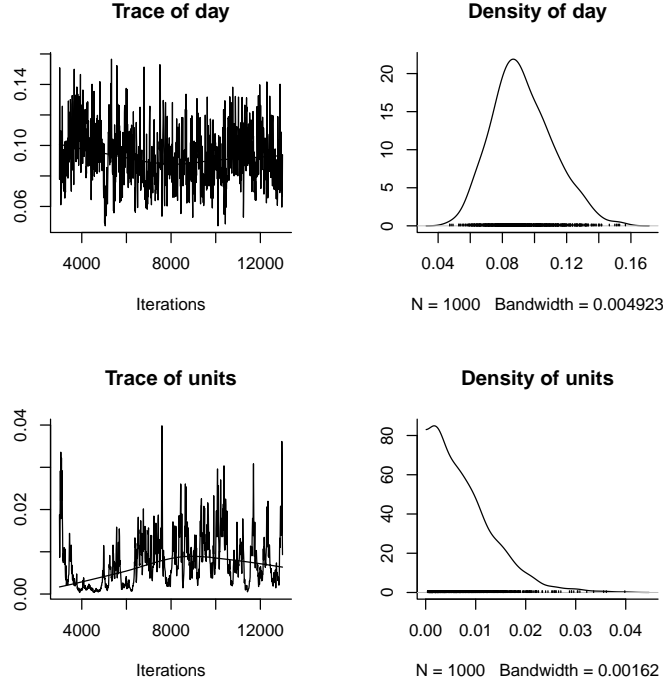 Trace of day
0.06 0.10 0.14
4000 8000 12000
Iterations
Density of day
0 5 10 15 20
0.04 0.08 0.12 0.16
N = 1000 Bandwidth = 0.004923
Trace of units
0.00 0.02 0.04
4000 8000 12000
Iterations
Density of units
0 20 40 60 80
0.00 0.01 0.02 0.03 0.04
N = 1000 Bandwidth = 0.00162